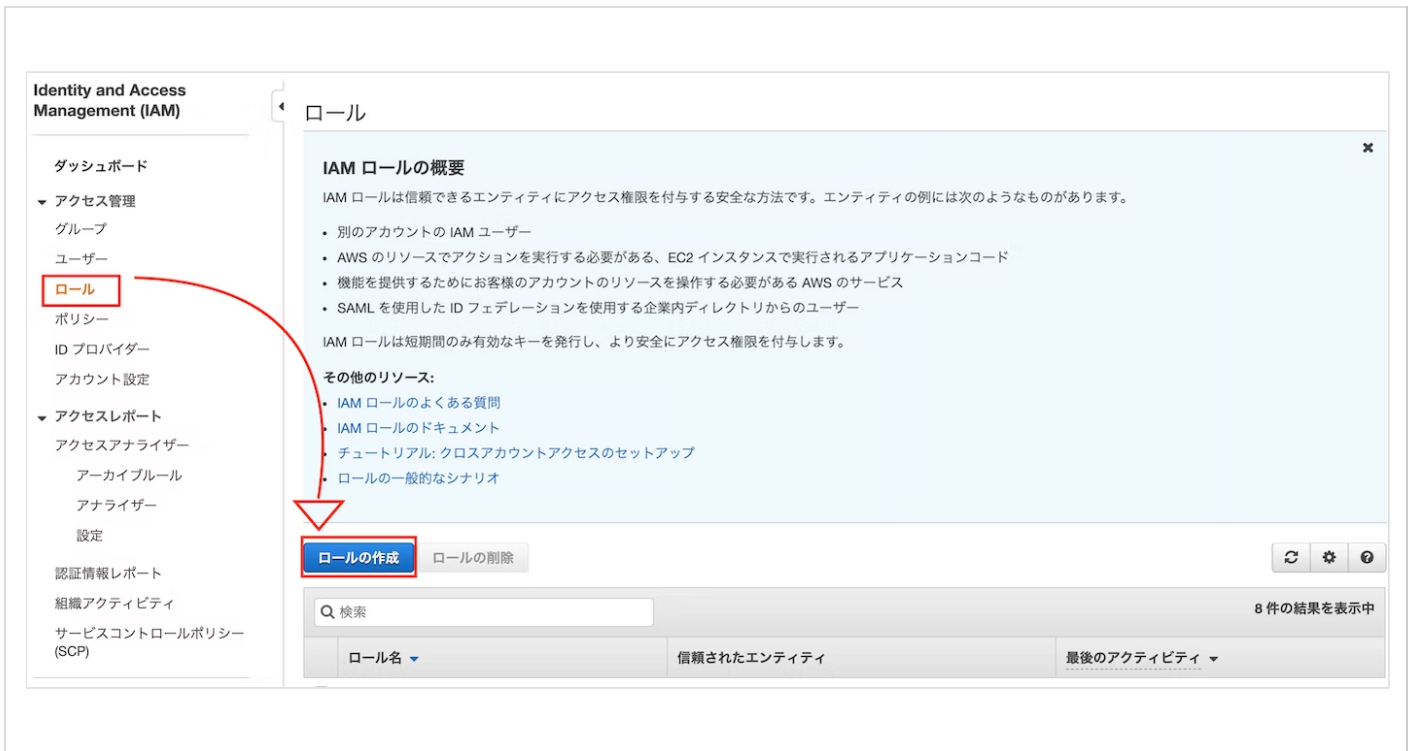 Identity and Access
Management (IAM)
ダッシュボード
アクセス管理
グループ
ユーザー
ロール
ポリシー
ID プロバイダー
アカウント設定
アクセスレポート
アクセスアナライザー
アーカイブルール
アナライザー
設定
認証情報レポート
組織アクティビティ
サービスコントロールポリシー
(SCP)
ロール
IAM ロールの概要
IAM ロールは信頼できるエンティティにアクセス権限を付与する安全な方法です。エンティティの例には次のようなものがあります。
• 別のアカウントの IAM ユーザー
• AWS のリソースでアクションを実行する必要がある、EC2 インスタンスで実行されるアプリケーションコード
• 機能を提供するためにお客様のアカウントのリソースを操作する必要がある AWS のサービス
• SAML を使用した ID フェデレーションを使用する企業内ディレクトリからのユーザー
IAM ロールは短期間のみ有効なキーを発行し、より安全にアクセス権限を付与します。
その他のリソース:
• IAM ロールのよくある質問
• IAM ロールのドキュメント
• チュートリアル: クロスアカウントアクセスのセットアップ
• ロールの一般的なシナリオ
ロールの作成 ロールの削除
検索 8 件の結果を表示中
ロール名 信頼されたエンティティ 最後のアクティビティ